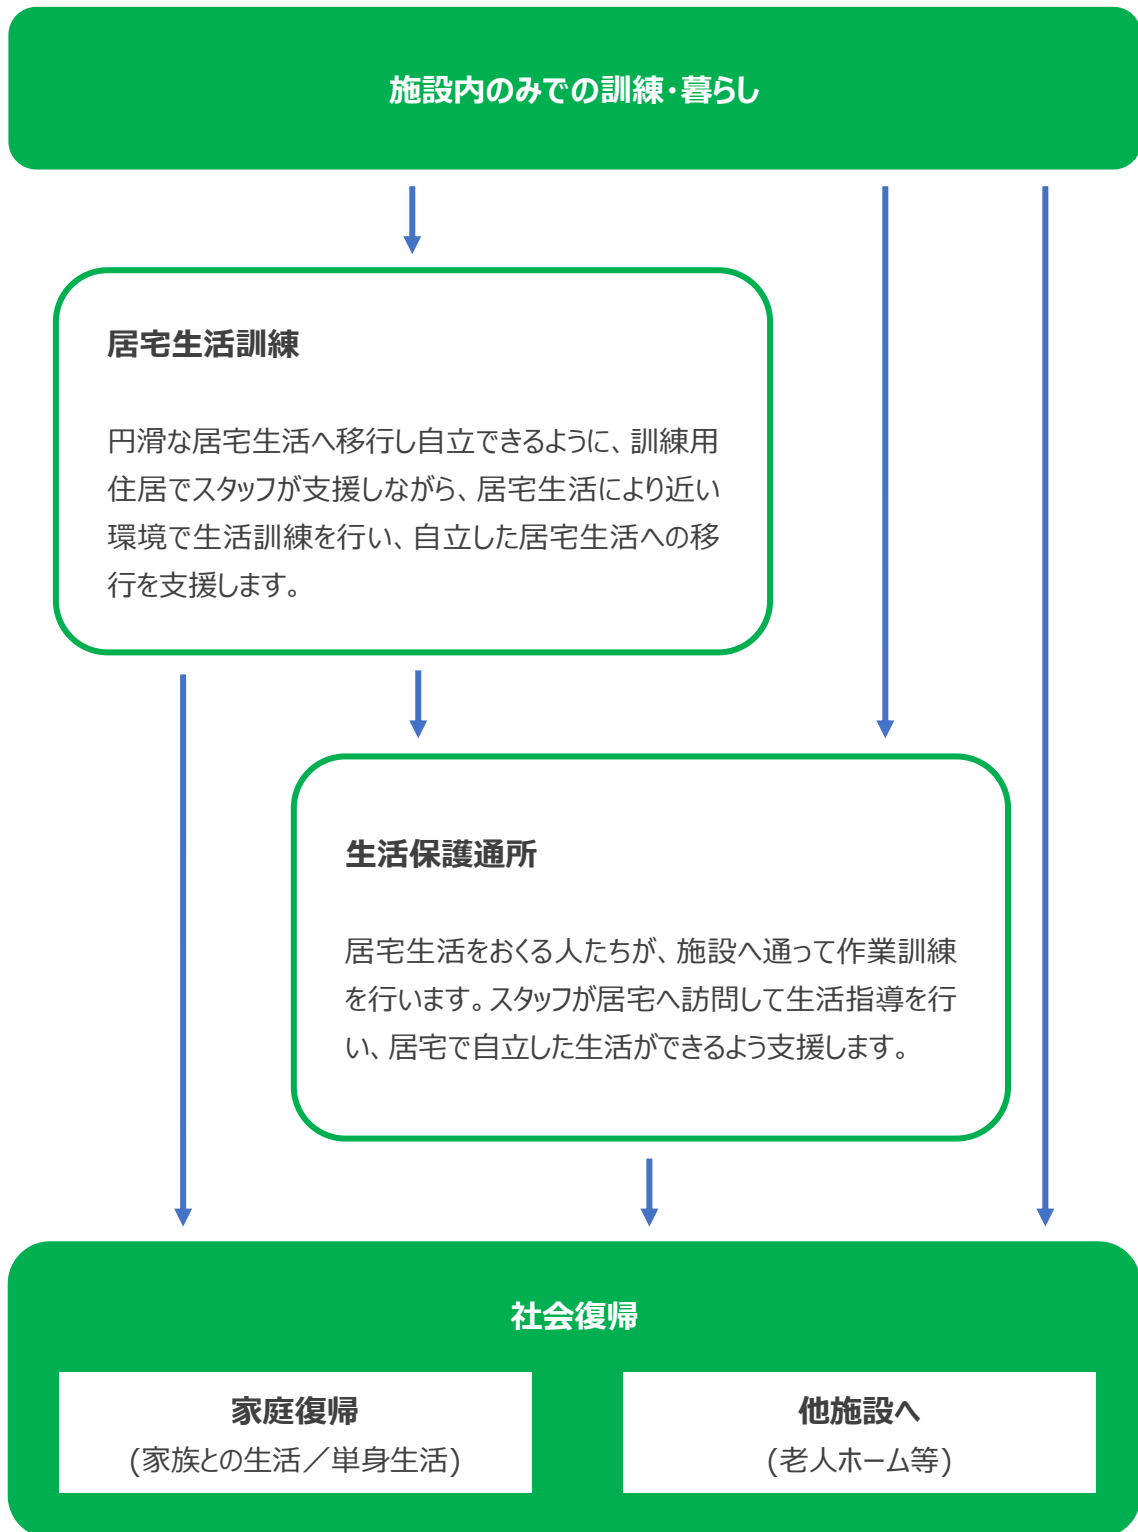 施設内のみでの訓練・暮らし
居宅生活訓練
円滑な居宅生活へ移行し自立できるように、訓練用
住居でスタッフが支援しながら、居宅生活により近い
環境で生活訓練を行い、自立した居宅生活への移
行を支援します。
生活保護通所
居宅生活をおくる人たちが、施設へ通って作業訓練
を行います。スタッフが居宅へ訪問して生活指導を行
い、居宅で自立した生活ができるよう支援します。
社会復帰
家庭復帰
(家族との生活／単身生活)
他施設へ
(老人ホーム等)